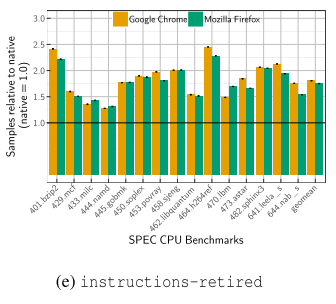 Google Chrome
Mozilla Firefox
Samples relative to native
(native = 1.0)
3.0
2.5
2.0
1.5
1.0
401.bzip2
429.mcf
433.milc
444.namd
445.gobmk
450.soplex
453.povray
458.sjeng
462.libquantum
464.h264ref
470.lbm
473.astar
482.sphinx3
641.leela_s
644.nab_s
geomean
SPEC CPU Benchmarks
(e) instructions-retired